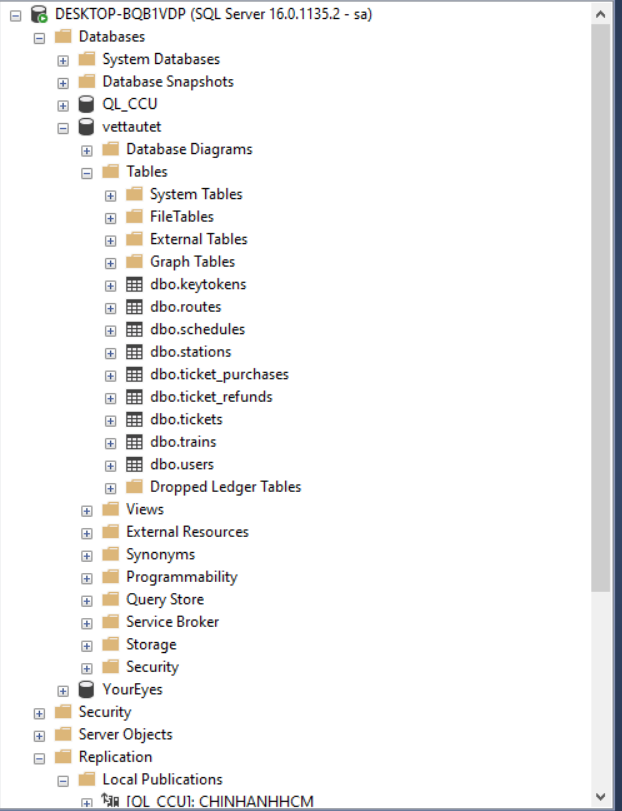 DESKTOP-BQB1VDP (SQL Server 16.0.1135.2 - sa)
Databases
System Databases
Database Snapshots
QL_CCU
vettautet
Database Diagrams
Tables
System Tables
FileTables
External Tables
Graph Tables
dbo.keytokens
dbo.routes
dbo.schedules
dbo.stations
dbo.ticket_purchases
dbo.ticket_refunds
dbo.tickets
dbo.trains
dbo.users
Dropped Ledger Tables
Views
External Resources
Synonyms
Programmability
Query Store
Service Broker
Storage
Security
YourEyes
Security
Server Objects
Replication
Local Publications
[QL_CCU]: CHINHANHHCM